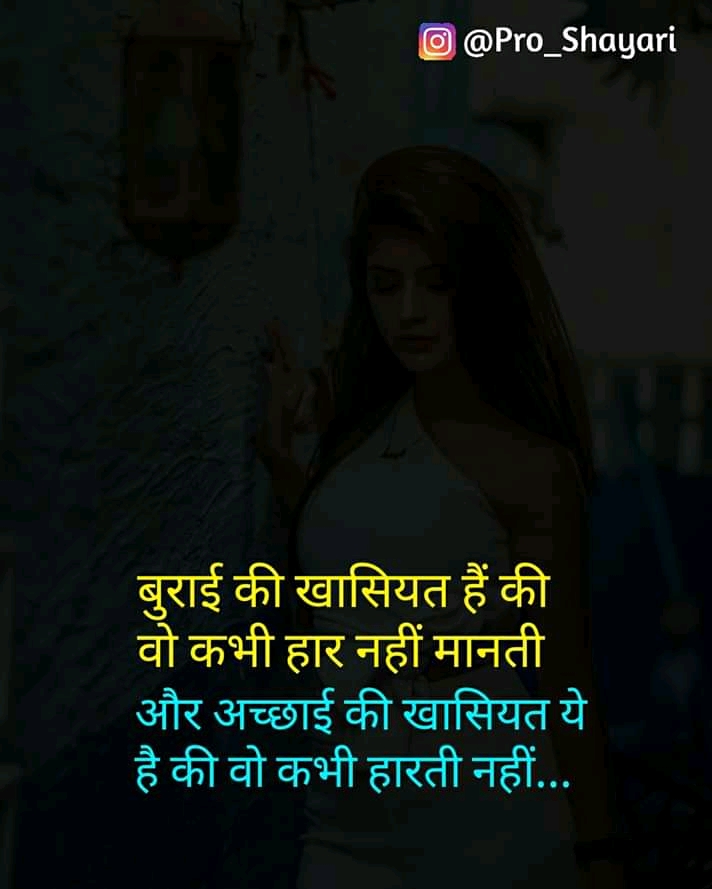 @Pro_Shayari
बुराई की खासियत हैं की
वो कभी हार नहीं मानती
और अच्छाई की खासियत ये
है की वो कभी हारती नहीं...